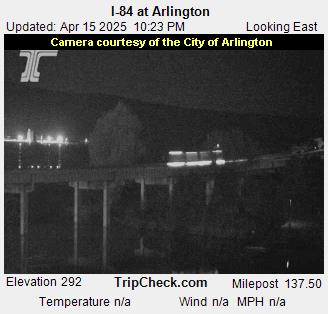 I-84 at Arlington
Updated: Apr 15 2025 10:23 PM Looking East
Camera courtesy of the City of Arlington
Elevation 292 TripCheck.com Milepost 137.50
Temperature n/a Wind n/a MPH n/a